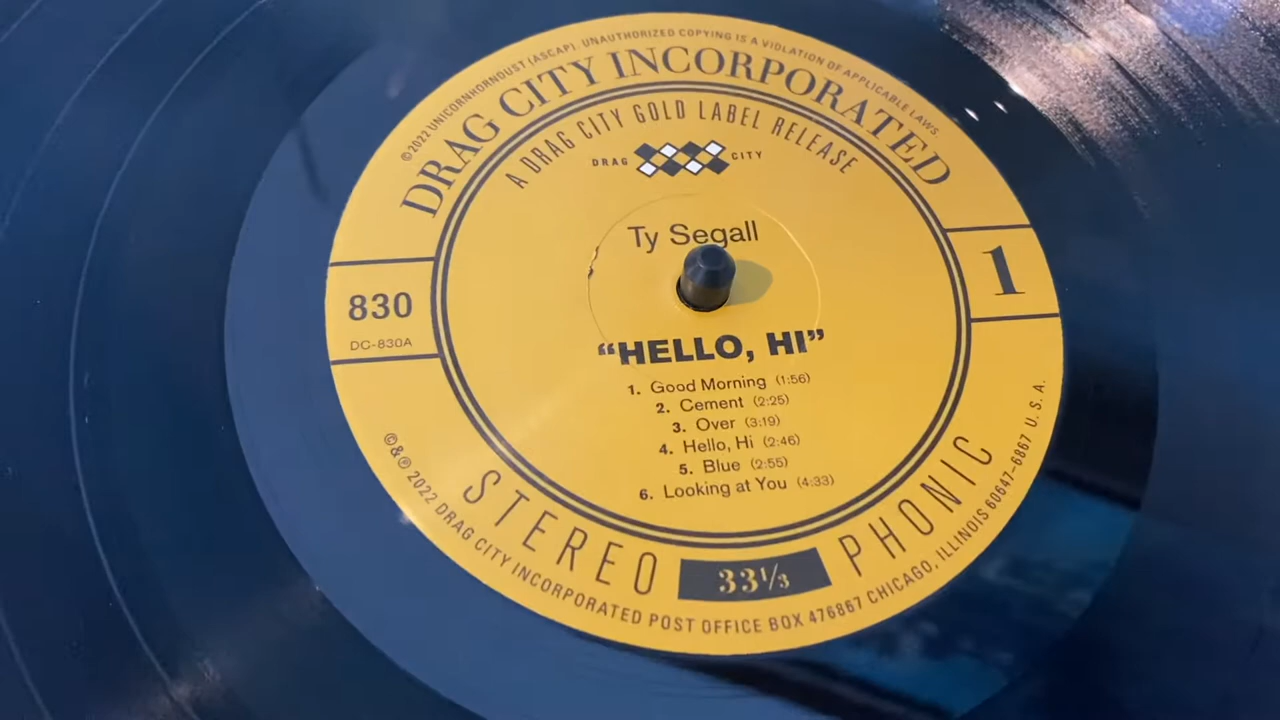 ©2022 UNICORNHORNDUST (ASCAP). UNAUTHORIZED COPYING IS A VIOLATION OF APPLICABLE LAWS.
DRAG CITY INCORPORATED
A DRAG CITY GOLD LABEL RELEASE
DRAG CITY
Ty Segall
830
DC-830A
1
“HELLO, HI”
1. Good Morning (1:56)
2. Cement (2:25)
3. Over (3:19)
4. Hello, Hi (2:46)
5. Blue (2:55)
6. Looking at You (4:33)
STEREO 33 1/3 PHONIC
©&℗ 2022 DRAG CITY INCORPORATED POST OFFICE BOX 476867 CHICAGO, ILLINOIS 60647-6867 U. S. A.